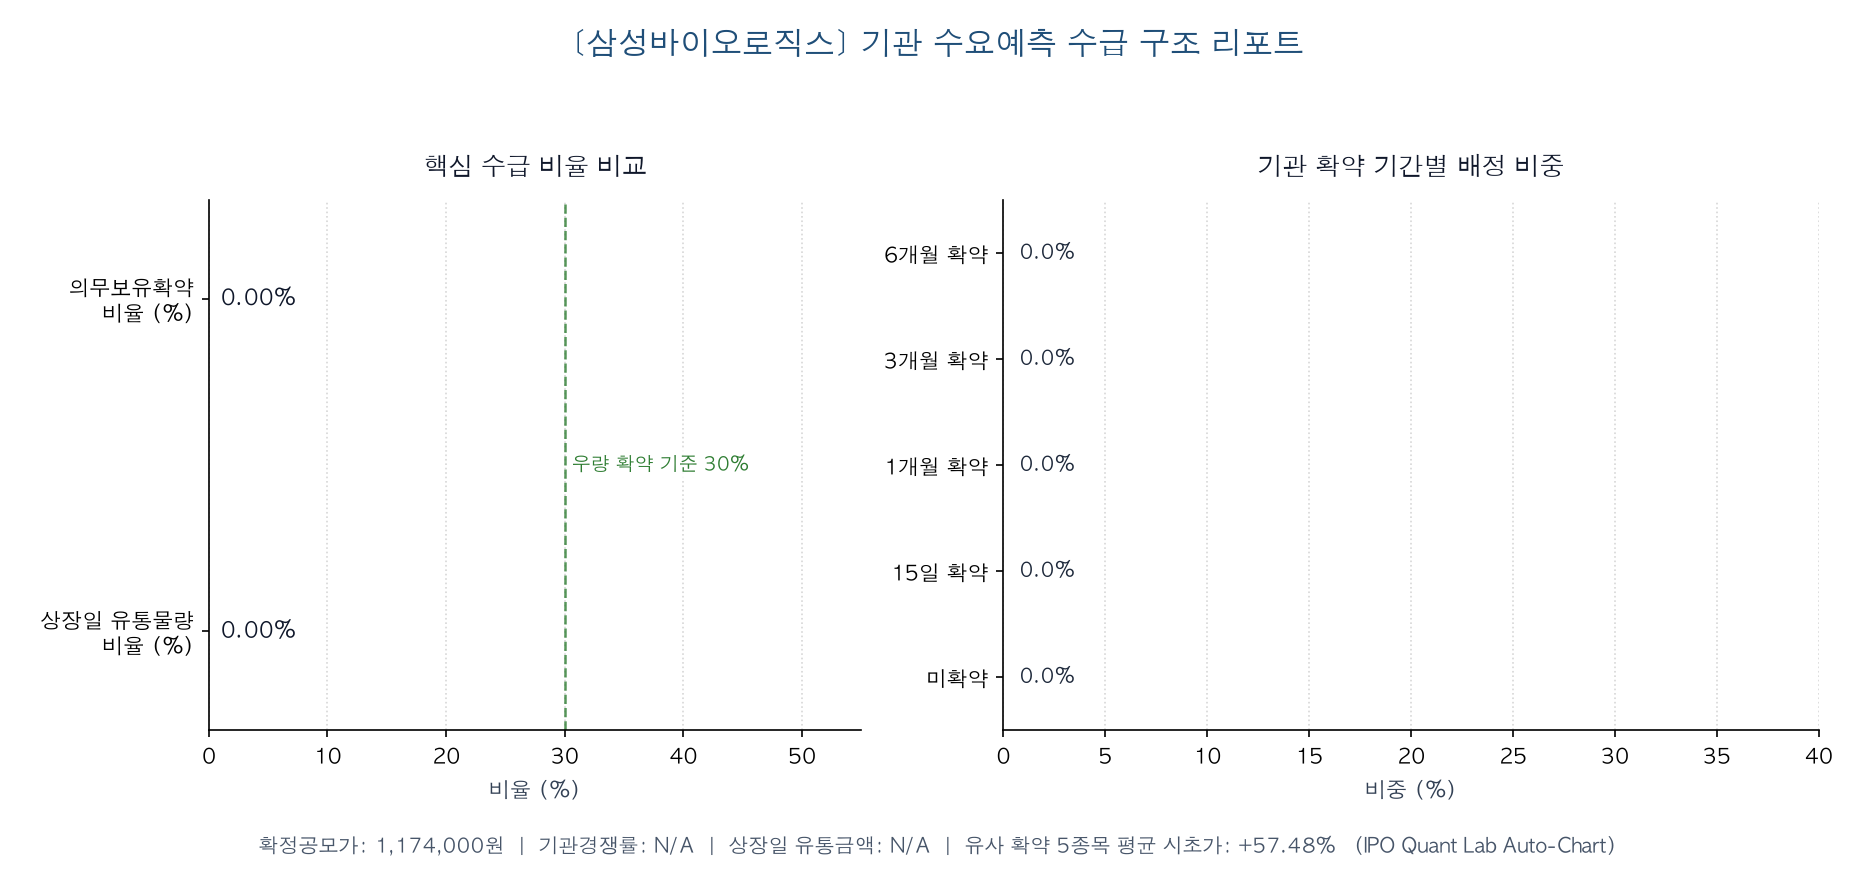 〔삼성바이오로직스〕 기관 수요예측 수급 구조 리포트
핵심 수급 비율 비교
의무보유확약
비율 (%)
0.00%
우량 확약 기준 30%
상장일 유통물량
비율 (%)
0.00%
0 10 20 30 40 50
비율 (%)
기관 확약 기간별 배정 비중
6개월 확약 0.0%
3개월 확약 0.0%
1개월 확약 0.0%
15일 확약 0.0%
미확약 0.0%
0 5 10 15 20 25 30 35 40
비중 (%)
확정공모가: 1,174,000원 | 기관경쟁률: N/A | 상장일 유통금액: N/A | 유사 확약 5종목 평균 시초가: +57.48% (IPO Quant Lab Auto-Chart)